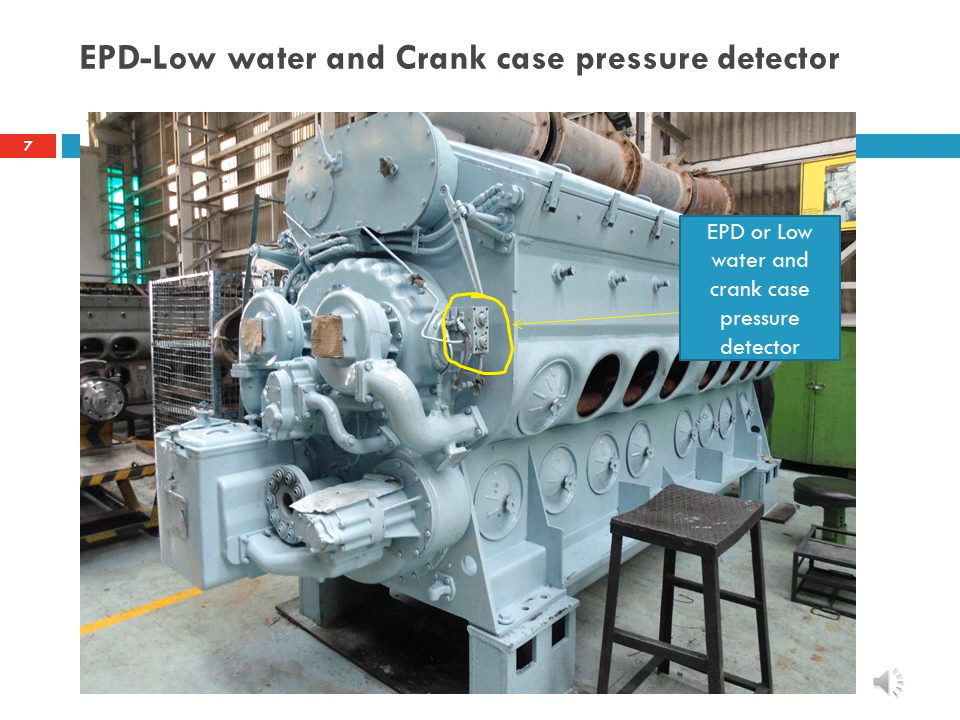 EPD-Low water and Crank case pressure detector
7
EPD or Low
water and
crank case
pressure
detector